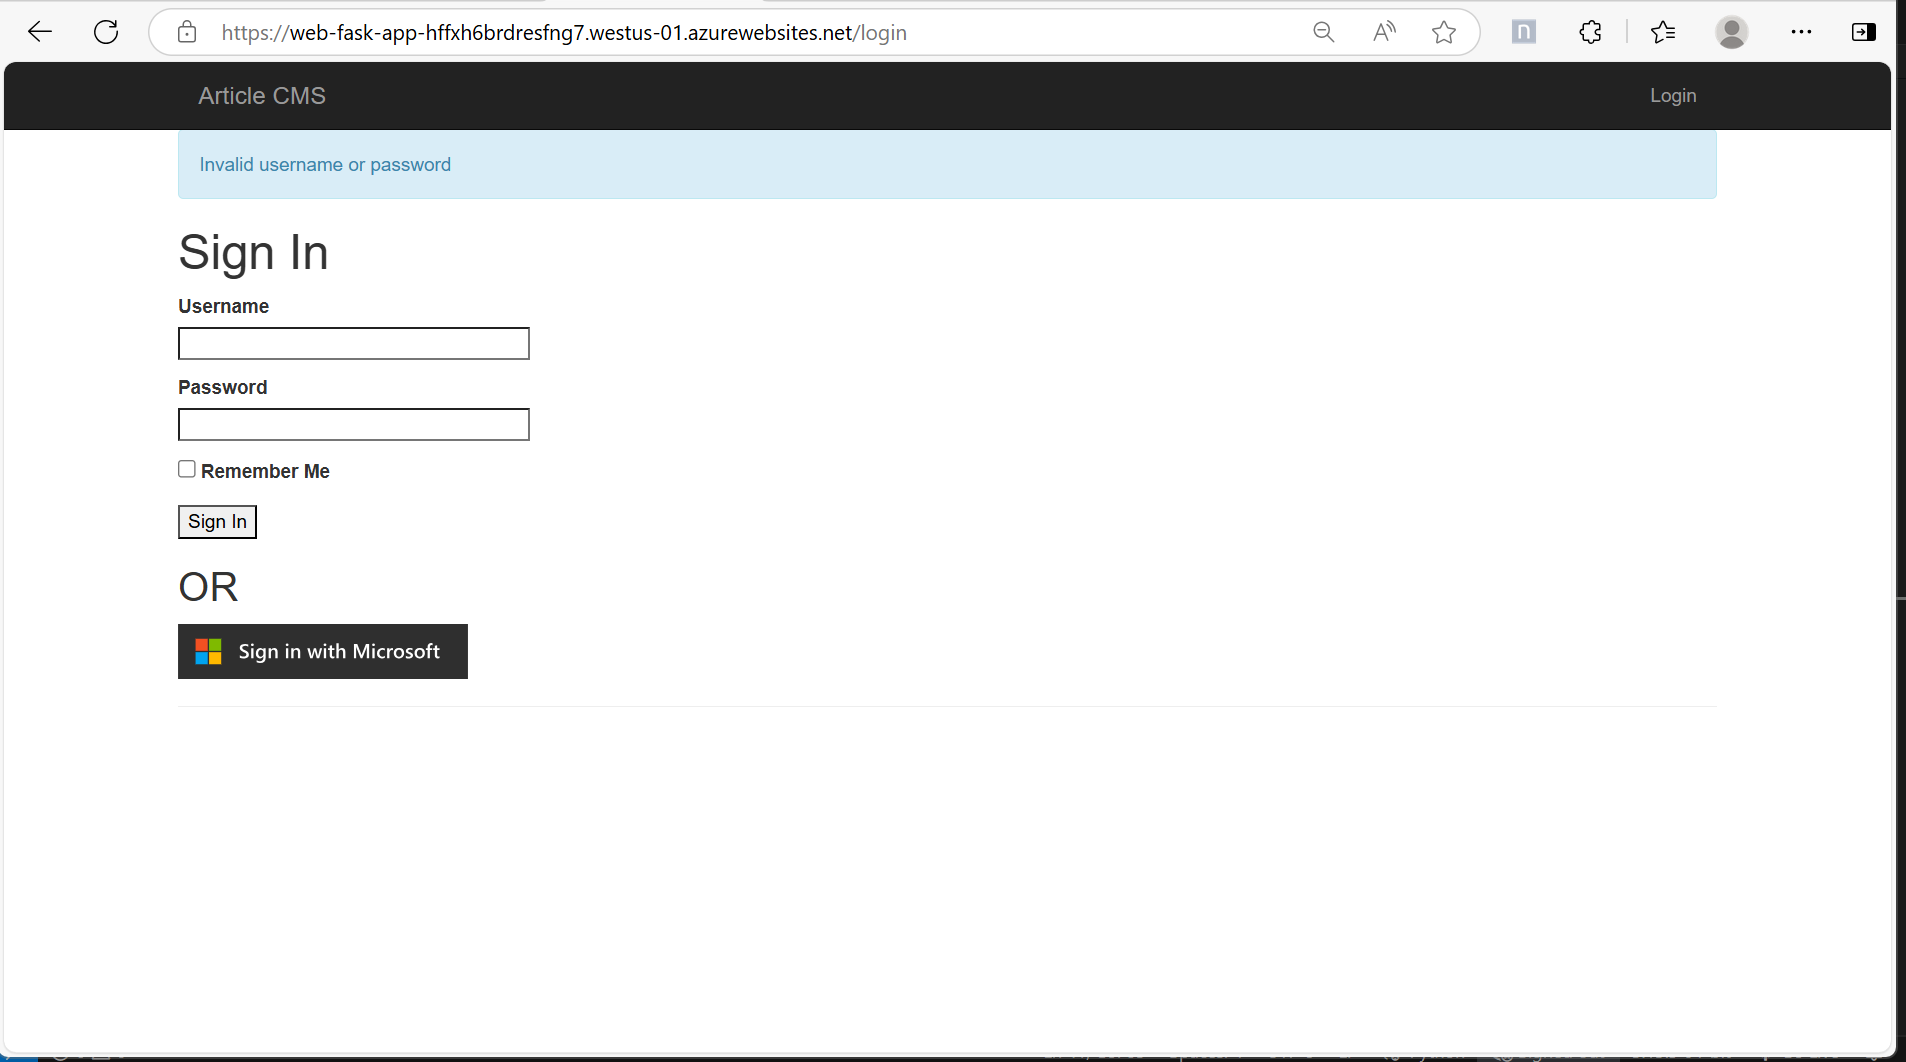 https://web-fask-app-hffxh6brdresfng7.westus-01.azurewebsites.net/login
n
Article CMS
Login
Invalid username or password
Sign In
Username
Password
Remember Me
Sign In
OR
Sign in with Microsoft